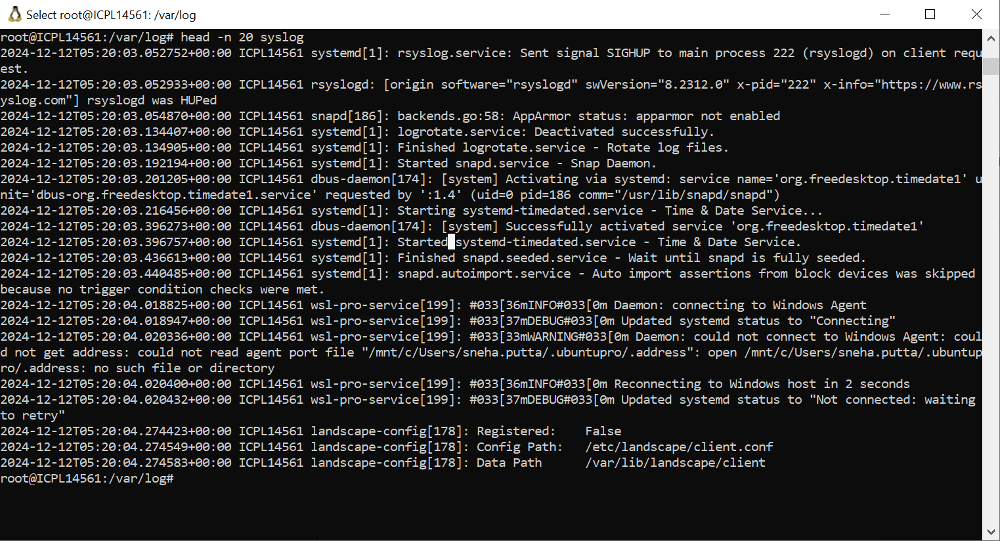 Select root@ICPL14561: /var/log
root@ICPL14561:/var/log# head -n 20 syslog
2024-12-12T05:20:03.052752+00:00 ICPL14561 systemd[1]: rsyslog.service: Sent signal SIGHUP to main process 222 (rsyslogd) on client requ
est.
2024-12-12T05:20:03.052933+00:00 ICPL14561 rsyslogd: [origin software="rsyslogd" swVersion="8.2312.0" x-pid="222" x-info="https://www.rs
yslog.com"] rsyslogd was HUPed
2024-12-12T05:20:03.054870+00:00 ICPL14561 snapd[186]: backends.go:58: AppArmor status: apparmor not enabled
2024-12-12T05:20:03.134407+00:00 ICPL14561 systemd[1]: logrotate.service: Deactivated successfully.
2024-12-12T05:20:03.134905+00:00 ICPL14561 systemd[1]: Finished logrotate.service - Rotate log files.
2024-12-12T05:20:03.192194+00:00 ICPL14561 systemd[1]: Started snapd.service - Snap Daemon.
2024-12-12T05:20:03.201205+00:00 ICPL14561 dbus-daemon[174]: [system] Activating via systemd: service name='org.freedesktop.timedate1' u
nit='dbus-org.freedesktop.timedate1.service' requested by ':1.4' (uid=0 pid=186 comm="/usr/lib/snapd/snapd")
2024-12-12T05:20:03.216456+00:00 ICPL14561 systemd[1]: Starting systemd-timedated.service - Time & Date Service...
2024-12-12T05:20:03.396273+00:00 ICPL14561 dbus-daemon[174]: [system] Successfully activated service 'org.freedesktop.timedate1'
2024-12-12T05:20:03.396757+00:00 ICPL14561 systemd[1]: Started systemd-timedated.service - Time & Date Service.
2024-12-12T05:20:03.436613+00:00 ICPL14561 systemd[1]: Finished snapd.seeded.service - Wait until snapd is fully seeded.
2024-12-12T05:20:03.440485+00:00 ICPL14561 systemd[1]: snapd.autoimport.service - Auto import assertions from block devices was skipped
because no trigger condition checks were met.
2024-12-12T05:20:04.018825+00:00 ICPL14561 wsl-pro-service[199]: #033[36mINFO#033[0m Daemon: connecting to Windows Agent
2024-12-12T05:20:04.018947+00:00 ICPL14561 wsl-pro-service[199]: #033[37mDEBUG#033[0m Updated systemd status to "Connecting"
2024-12-12T05:20:04.020336+00:00 ICPL14561 wsl-pro-service[199]: #033[33mWARNING#033[0m Daemon: could not connect to Windows Agent: coul
d not get address: could not read agent port file "/mnt/c/Users/sneha.putta/.ubuntupro/.address": open /mnt/c/Users/sneha.putta/.ubuntup
ro/.address: no such file or directory
2024-12-12T05:20:04.020400+00:00 ICPL14561 wsl-pro-service[199]: #033[36mINFO#033[0m Reconnecting to Windows host in 2 seconds
2024-12-12T05:20:04.020432+00:00 ICPL14561 wsl-pro-service[199]: #033[37mDEBUG#033[0m Updated systemd status to "Not connected: waiting
to retry"
2024-12-12T05:20:04.274423+00:00 ICPL14561 landscape-config[178]: Registered:    False
2024-12-12T05:20:04.274549+00:00 ICPL14561 landscape-config[178]: Config Path:   /etc/landscape/client.conf
2024-12-12T05:20:04.274583+00:00 ICPL14561 landscape-config[178]: Data Path      /var/lib/landscape/client
root@ICPL14561:/var/log#